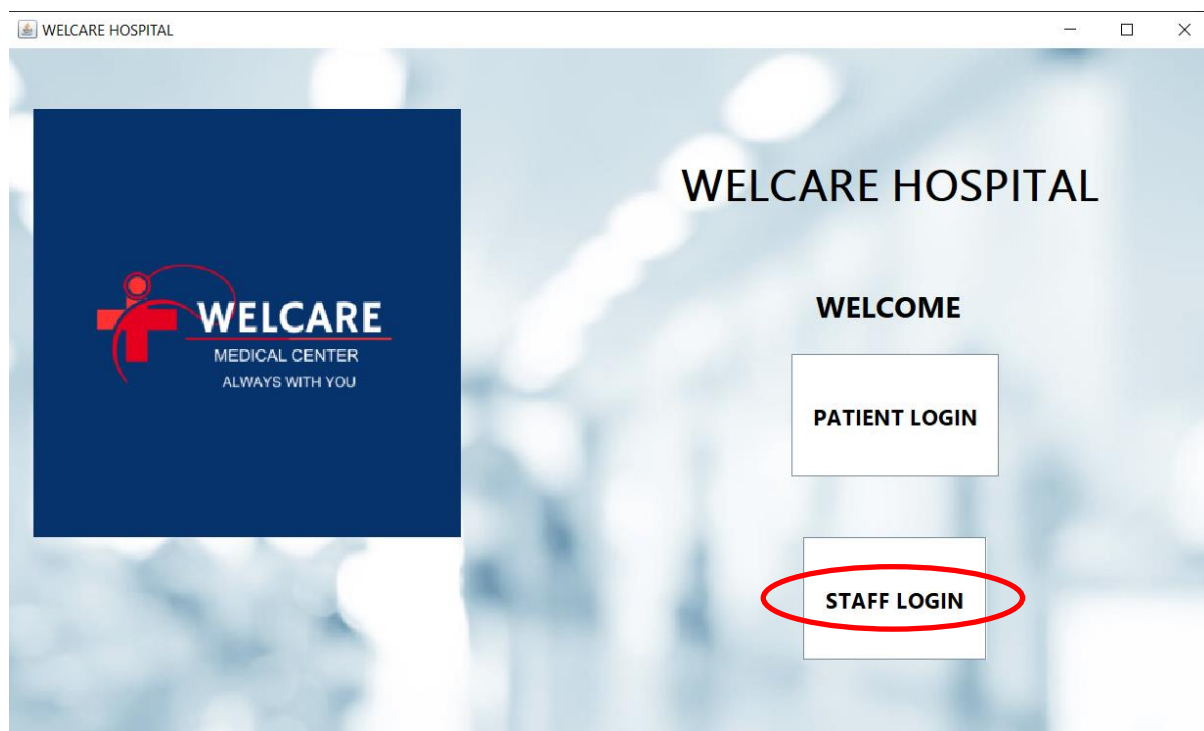 WELCARE HOSPITAL
WELCARE
MEDICAL CENTER
ALWAYS WITH YOU
WELCARE HOSPITAL
WELCOME
PATIENT LOGIN
STAFF LOGIN